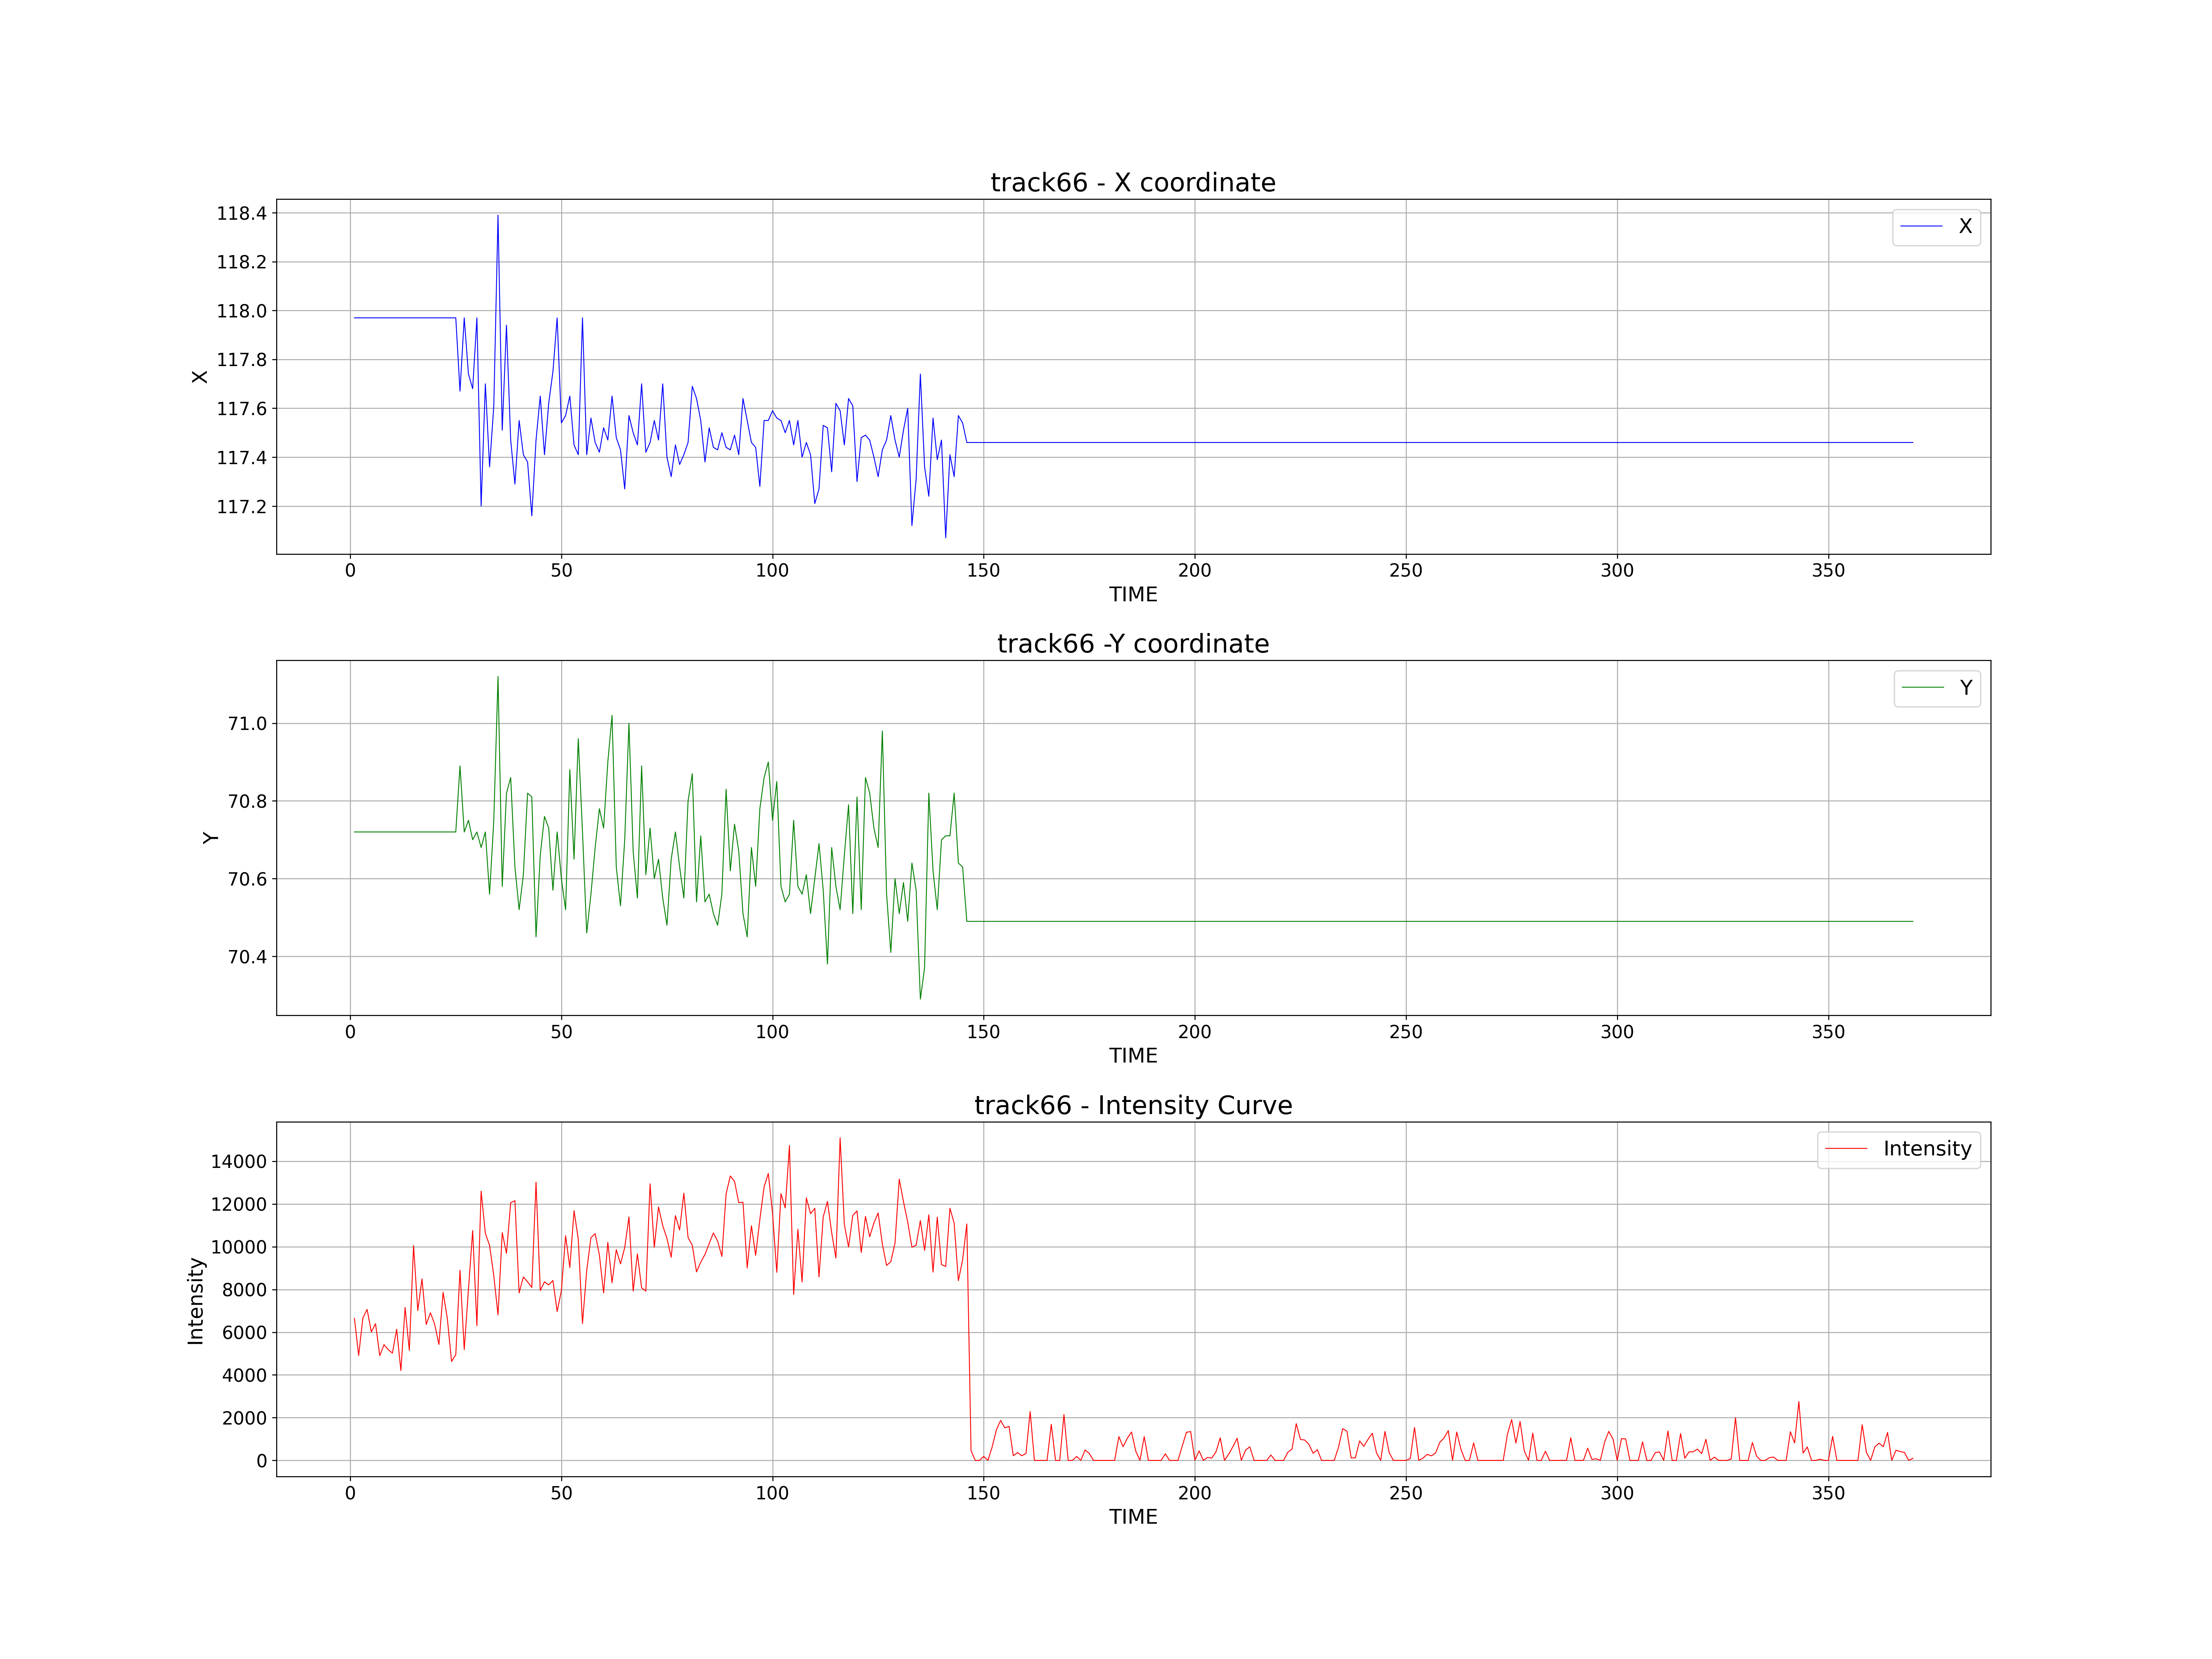 track66 - X coordinate
X
118.4
118.2
118.0
117.8
117.6
117.4
117.2
X
0 50 100 150 200 250 300 350
TIME
track66 -Y coordinate
Y
71.0
70.8
70.6
70.4
Y
0 50 100 150 200 250 300 350
TIME
track66 - Intensity Curve
Intensity
14000
12000
10000
8000
6000
4000
2000
0
Intensity
0 50 100 150 200 250 300 350
TIME